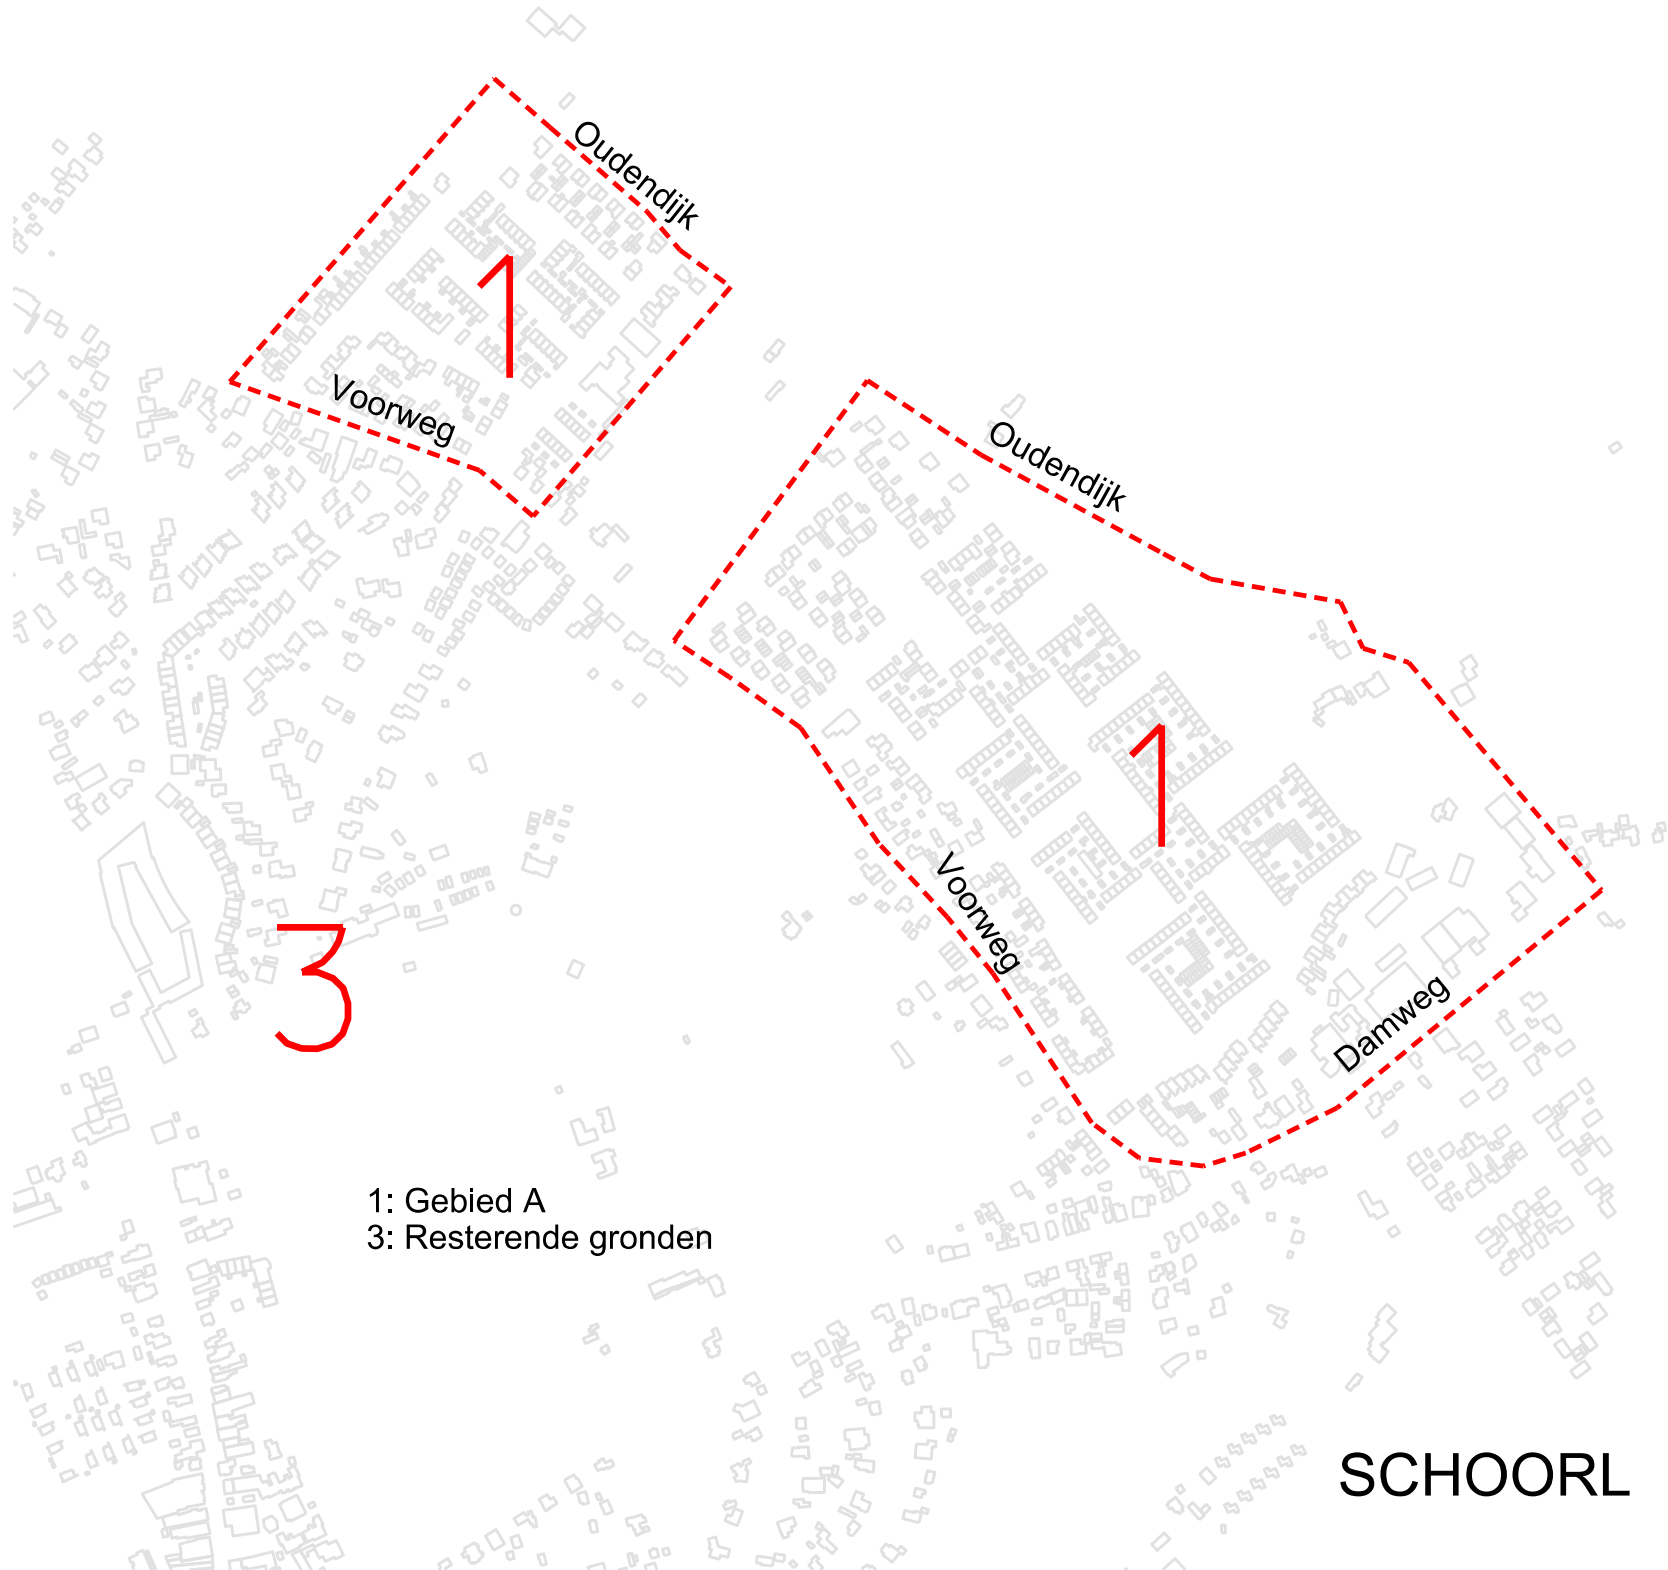 Oudendijk
1
Voorweg
Oudendijk
1
Voorweg
3
Damweg
1: Gebied A
3: Resterende gronden
SCHOORL